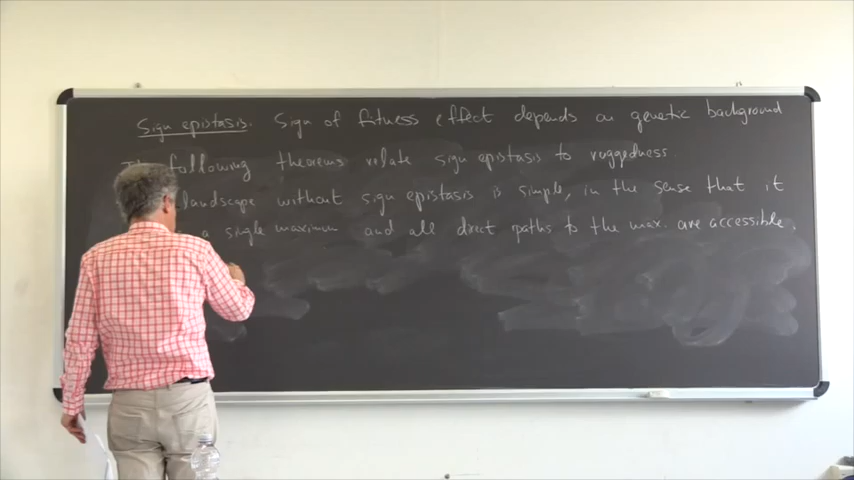 Sign epistasis. Sign of fitness effect depends on genetic background
following theorems relate sign epistasis to ruggedness
landscape without sign epistasis is simple, in the sense that it
a single maximum and all direct paths to the max. are accessible.